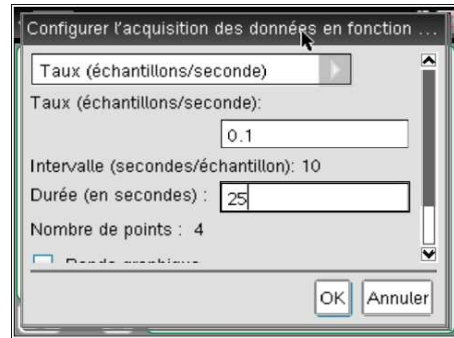 Configurer l'acquisition des données en fonction ...
Taux (échantillons/seconde)
Taux (échantillons/seconde):
0.1
Intervalle (secondes/échantillon): 10
Durée (en secondes) : 25
Nombre de points : 4
OK Annuler